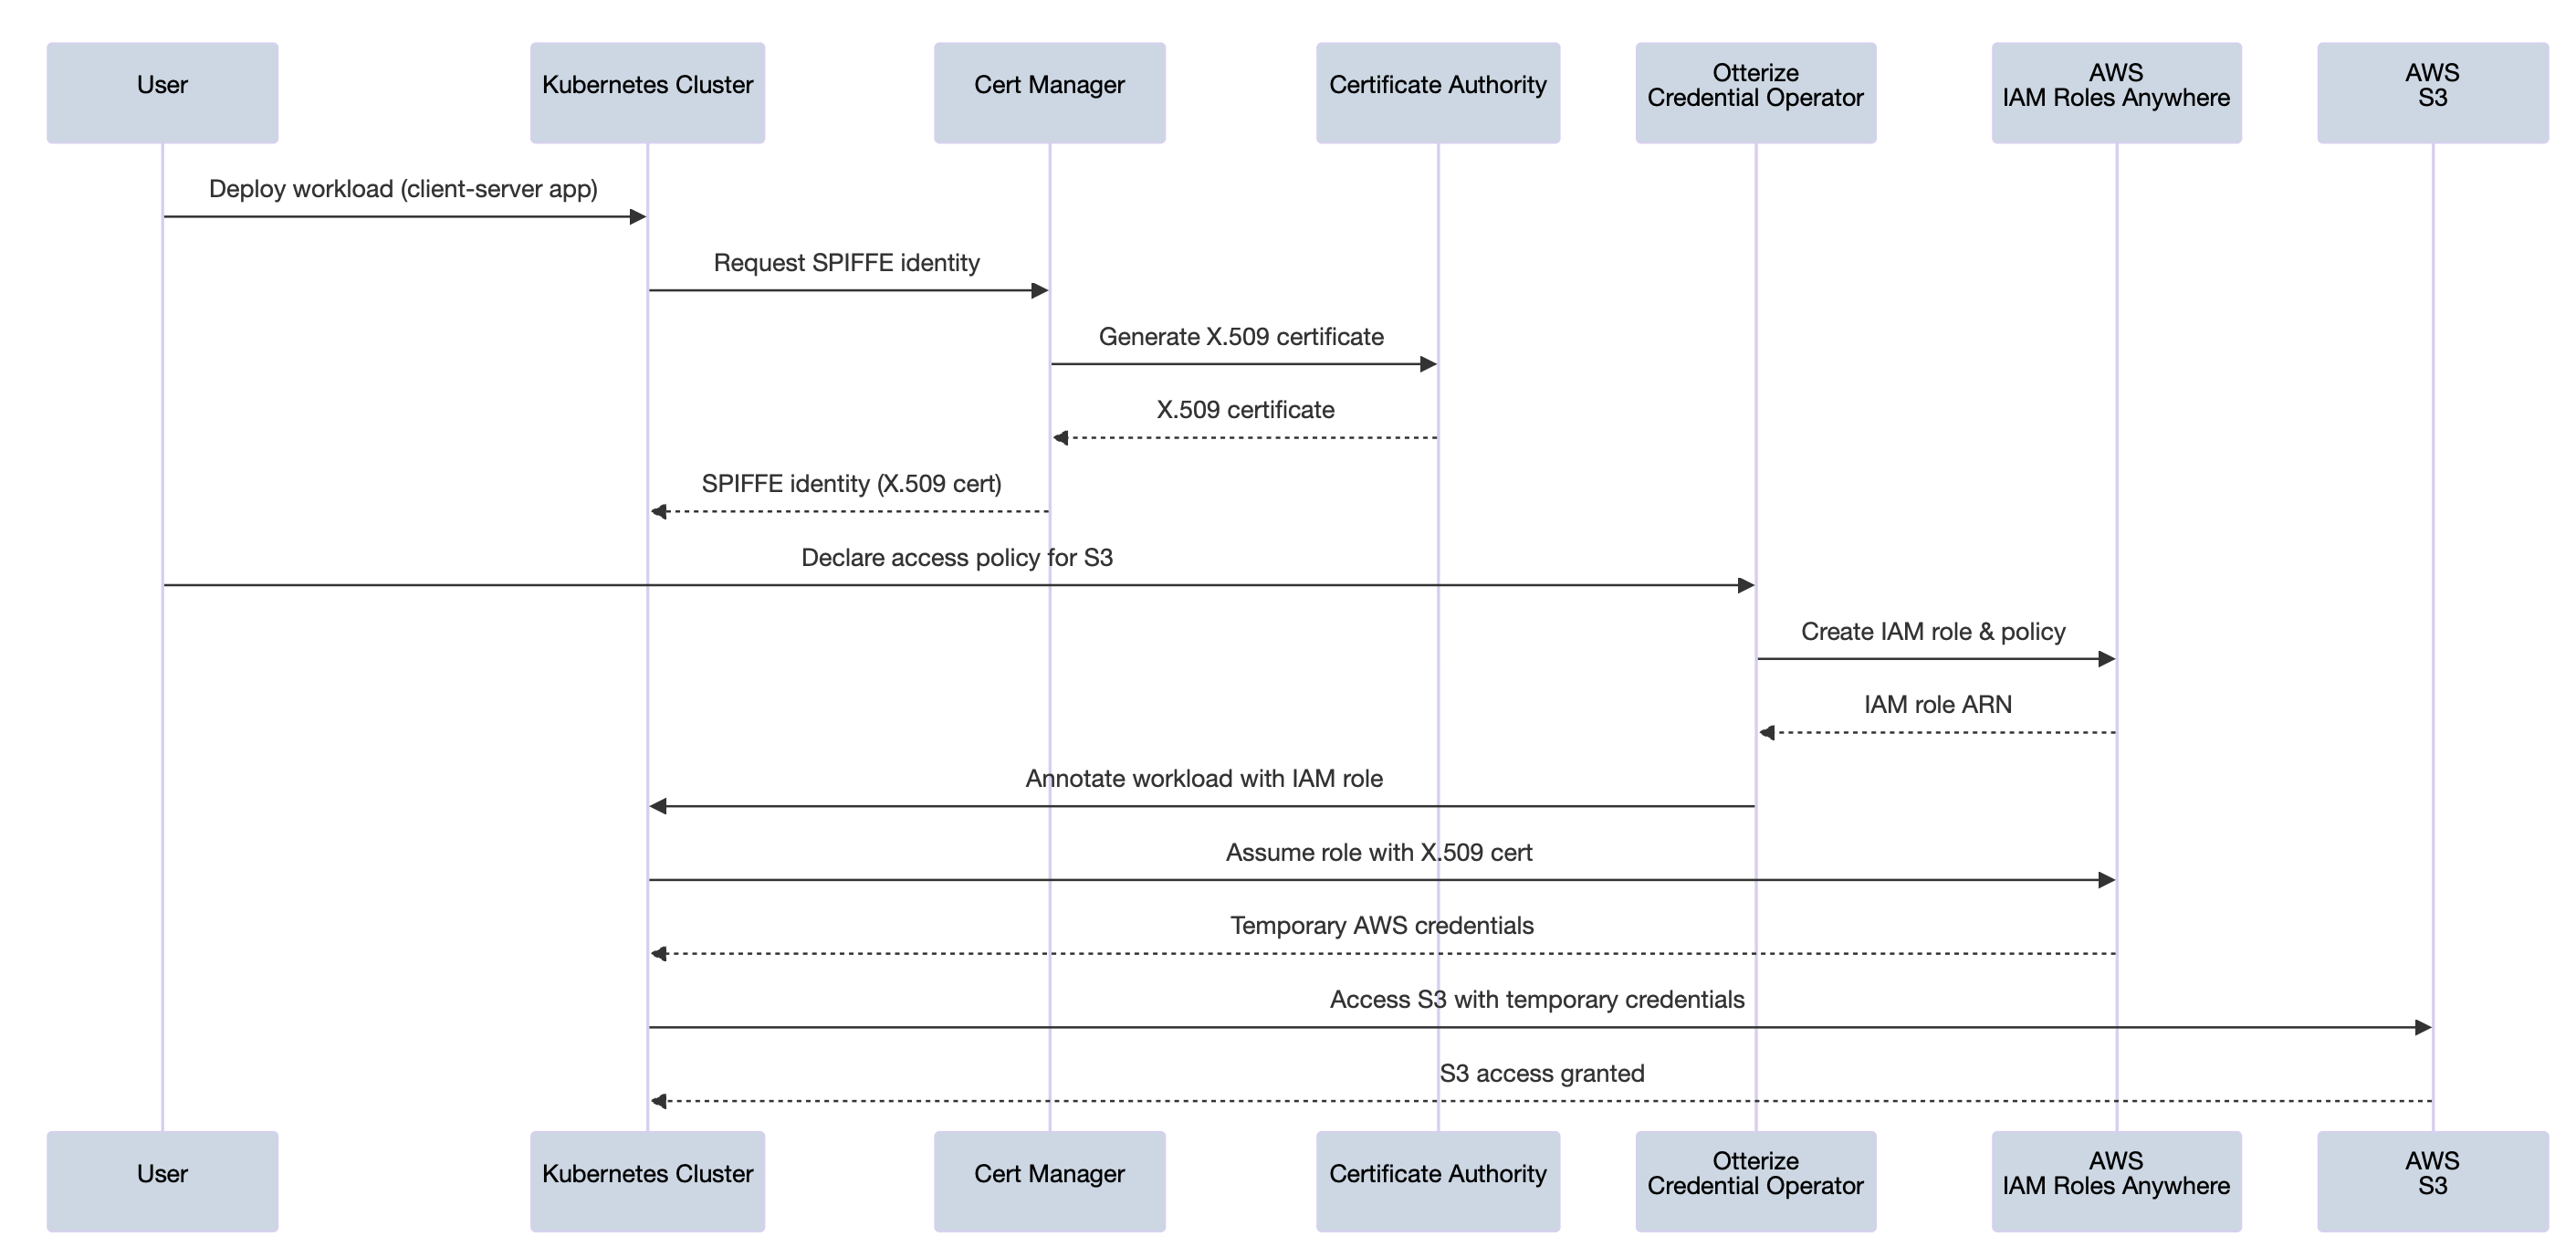 User
Kubernetes Cluster
Cert Manager
Certificate Authority
Otterize
Credential Operator
AWS
IAM Roles Anywhere
AWS
S3
Deploy workload (client-server app)
Request SPIFFE identity
Generate X.509 certificate
X.509 certificate
SPIFFE identity (X.509 cert)
Declare access policy for S3
Create IAM role & policy
IAM role ARN
Annotate workload with IAM role
Assume role with X.509 cert
Temporary AWS credentials
Access S3 with temporary credentials
S3 access granted
User
Kubernetes Cluster
Cert Manager
Certificate Authority
Otterize
Credential Operator
AWS
IAM Roles Anywhere
AWS
S3